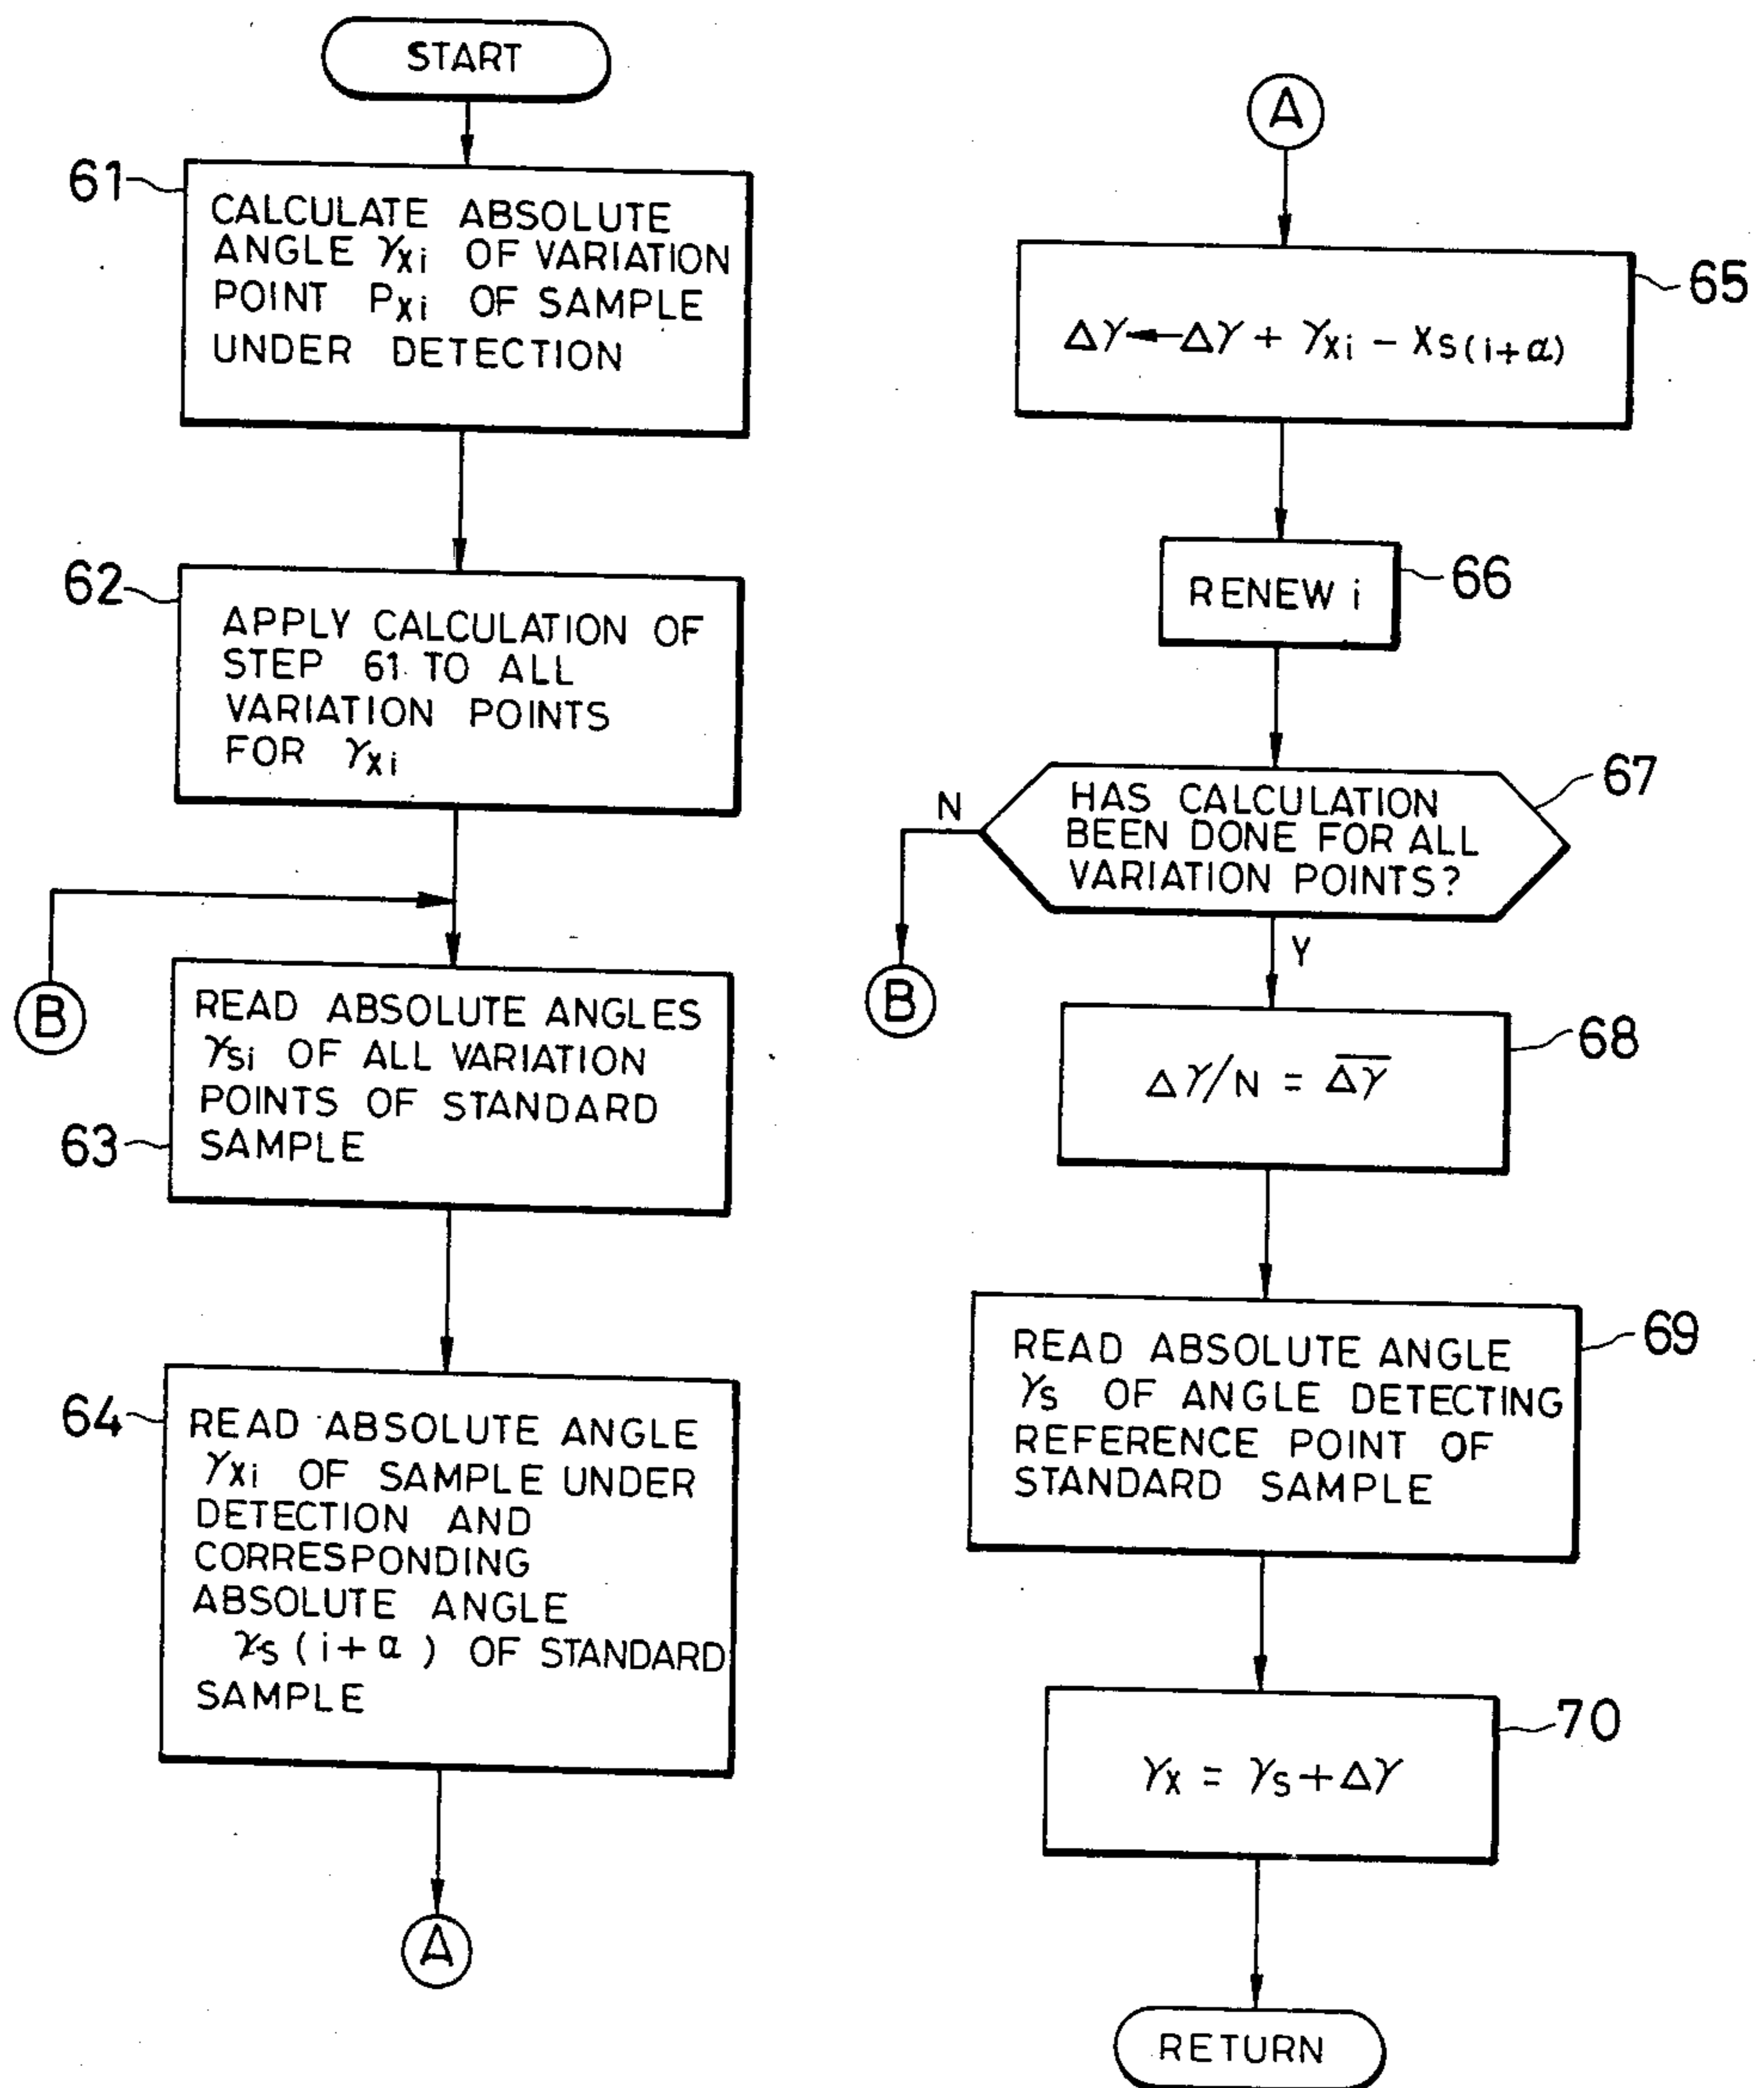 START
61
CALCULATE ABSOLUTE
ANGLE γxi OF VARIATION
POINT Pxi OF SAMPLE
UNDER DETECTION
62
APPLY CALCULATION OF
STEP 61 TO ALL
VARIATION POINTS
FOR γxi
B
63
READ ABSOLUTE ANGLES
γsi OF ALL VARIATION
POINTS OF STANDARD
SAMPLE
64
READ ABSOLUTE ANGLE
γxi OF SAMPLE UNDER
DETECTION AND
CORRESPONDING
ABSOLUTE ANGLE
γs (i+α) OF STANDARD
SAMPLE
A
A
65
Δγ←Δγ + γxi − xs(i+α)
66
RENEW i
67
HAS CALCULATION
BEEN DONE FOR ALL
VARIATION POINTS?
N
B
Y
68
Δγ/N = Δγ̅
69
READ ABSOLUTE ANGLE
γs OF ANGLE DETECTING
REFERENCE POINT OF
STANDARD SAMPLE
70
γx = γs + Δγ
RETURN